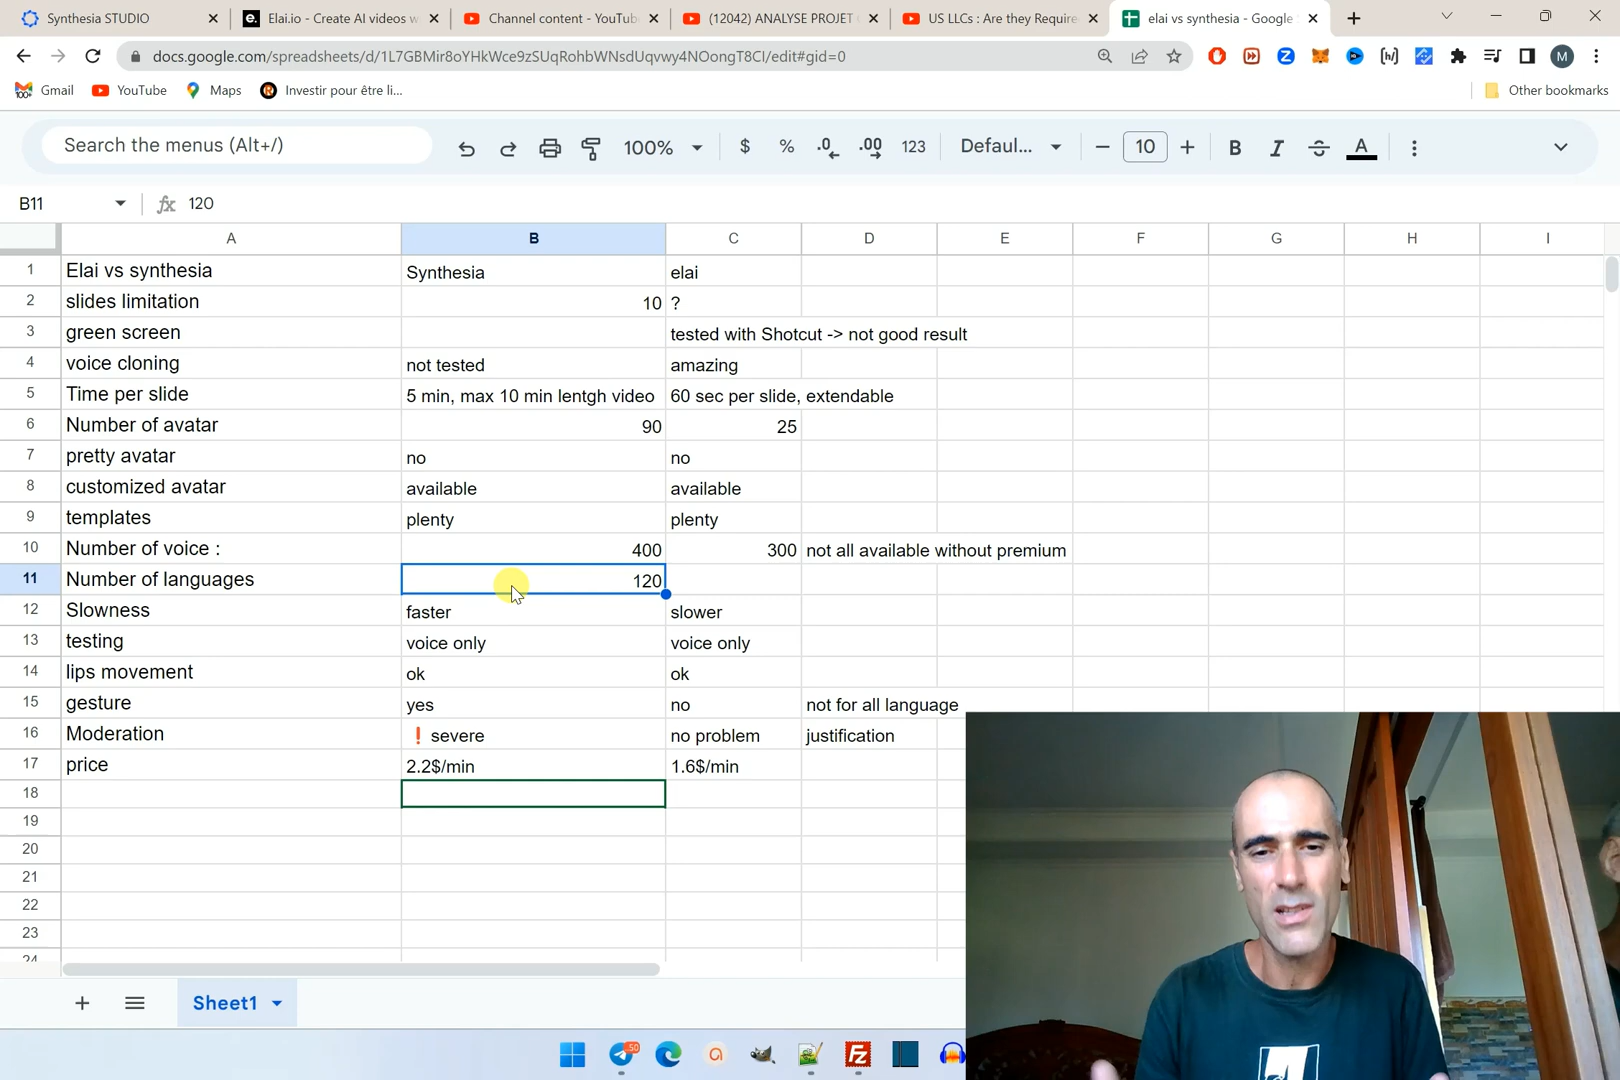 Synthesia STUDIO
Elai.io - Create AI videos w
Channel content - YouTub
(12042) ANALYSE PROJET
US LLCs : Are they Require
elai vs synthesia - Google
docs.google.com/spreadsheets/d/1L7GBMir8oYHkWce9zSUqRohbWNsdUqvwy4NOongT8CI/edit#gid=0
M
100+
Gmail
YouTube
Maps
Investir pour être li...
Other bookmarks
Search the menus (Alt+/)
100%
$
%
.0
.00
123
Defaul...
10
B
I
S
A
B11
fx
120
A B C D E F G H I
1 Elai vs synthesia Synthesia elai
2 slides limitation 10 ?
3 green screen tested with Shotcut -> not good result
4 voice cloning not tested amazing
5 Time per slide 5 min, max 10 min lentgh video 60 sec per slide, extendable
6 Number of avatar 90 25
7 pretty avatar no no
8 customized avatar available available
9 templates plenty plenty
10 Number of voice : 400 300 not all available without premium
11 Number of languages 120
12 Slowness faster slower
13 testing voice only voice only
14 lips movement ok ok
15 gesture yes no not for all language
16 Moderation ❗ severe no problem justification
17 price 2.2$/min 1.6$/min
18
19
20
21
22
23
24
Sheet1
50